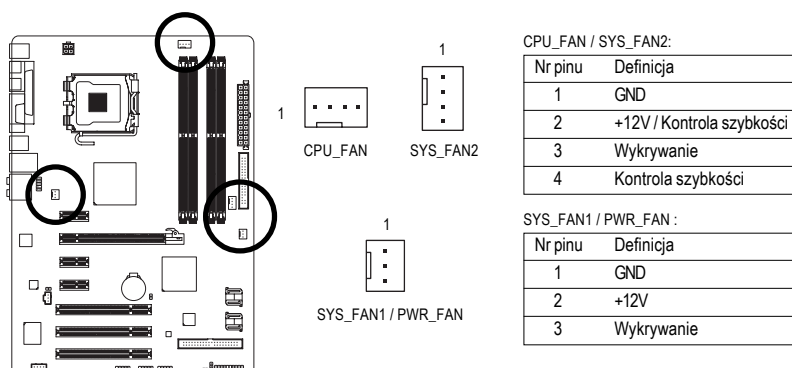 1
CPU_FAN
1
SYS_FAN2
1
SYS_FAN1 / PWR_FAN
CPU_FAN / SYS_FAN2:
Nr pinu Definicja
1 GND
2 +12V / Kontrola szybkości
3 Wykrywanie
4 Kontrola szybkości
SYS_FAN1 / PWR_FAN :
Nr pinu Definicja
1 GND
2 +12V
3 Wykrywanie